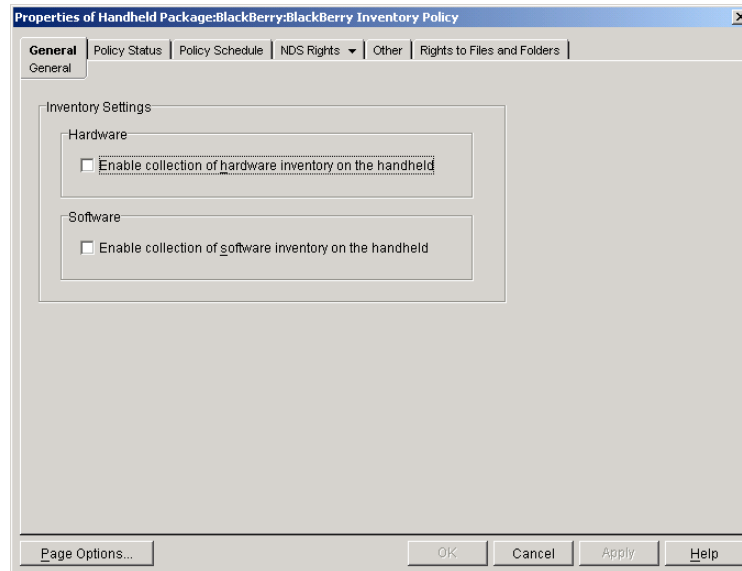 Properties of Handheld Package:BlackBerry:BlackBerry Inventory Policy
General Policy Status Policy Schedule NDS Rights Other Rights to Files and Folders
General
Inventory Settings
Hardware
Enable collection of hardware inventory on the handheld
Software
Enable collection of software inventory on the handheld
Page Options... OK Cancel Apply Help